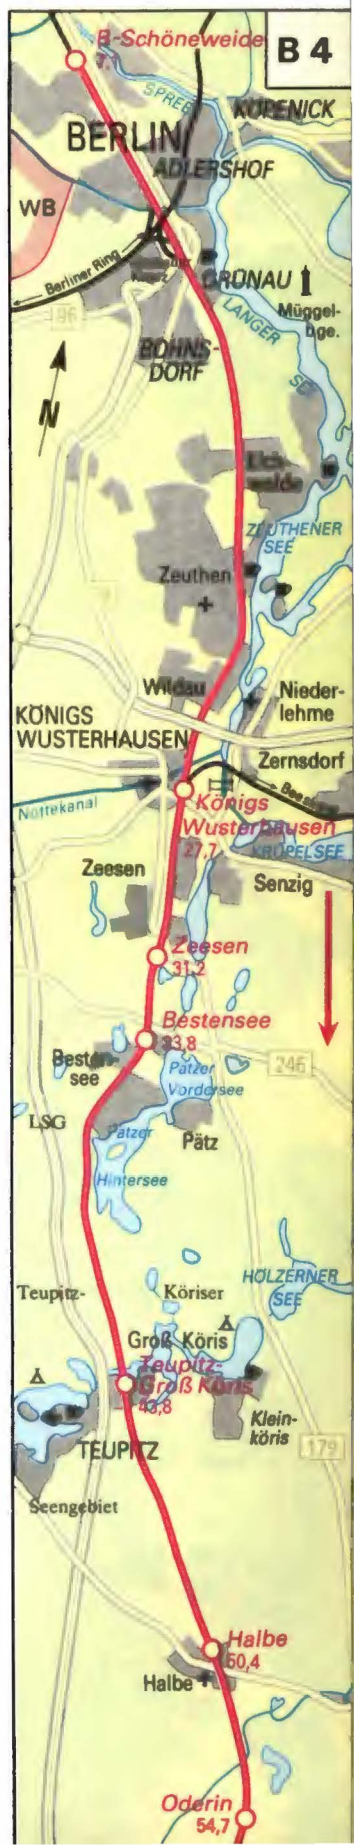 B 4
B-Schöneweide
SPREE
KÖPENICK
BERLIN
ADLERSHOF
WB
Berliner Ring
GRÜNAU
96
LANGER
SEE
Müggel-
bge.
BOHNS-
DORF
N
Eich-
walde
ZEUTHENER
SEE
Zeuthen
Wildau
Nieder-
lehme
KÖNIGS
WUSTERHAUSEN
Zernsdorf
Nottekanal
Königs
Wusterhausen
27,7
KRÜPELSEE
Zeesen
Senzig
Zeesen
31,2
Bestensee
33,8
Besten-
see
Pätzer
Vordersee
246
LSG
Pätz
Pätzer
Hintersee
HÖLZERNER
SEE
Teupitz-
Köriser
Groß Köris
Teupitz-
Groß Köris
43,8
Klein-
köris
TEUPITZ
179
Seengebiet
Halbe
50,4
Halbe
Oderin
54,7